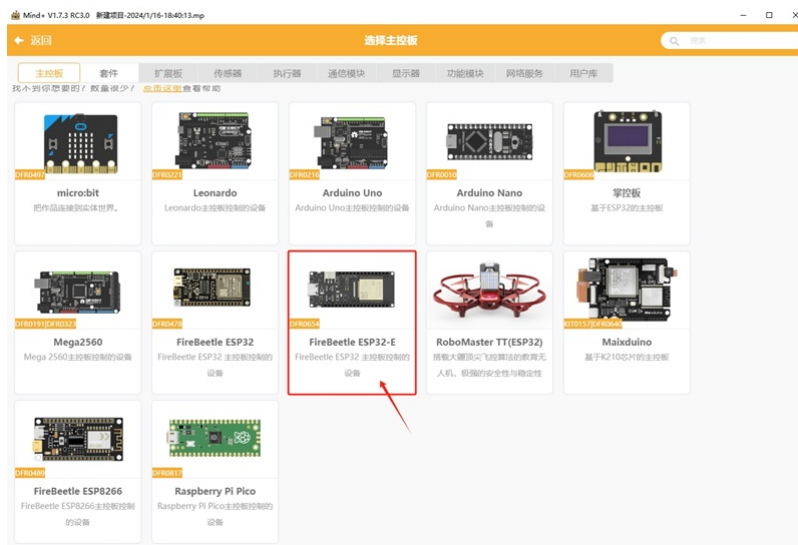 Mind+ V1.7.3 RC3.0 新建项目-2024/1/16-18:40:13.mp
返回
选择主控板
搜索
主控板 套件 扩展板 传感器 执行器 通信模块 显示器 功能模块 网络服务 用户库
找不到你想要的？数量很少？ 点击这里查看帮助
DFR0497
DFR0221
DFR0216
DFR0010
DFR0608
micro:bit
把作品连接到实体世界。
Leonardo
Leonardo主控板控制的设备
Arduino Uno
Arduino Uno主控板控制的设备
Arduino Nano
Arduino Nano主控板控制的设
备
掌控板
基于ESP32的主控板
DFR0191|DFR0323
DFR0478
DFR0654
KIT0157|DFR0640
Mega2560
Mega 2560主控板控制的设备
FireBeetle ESP32
FireBeetle ESP32 主控板控制的
设备
FireBeetle ESP32-E
FireBeetle ESP32 主控板控制的
设备
RoboMaster TT(ESP32)
搭载大疆顶尖飞控算法的教育无
人机、极强的安全性与稳定性
Maixduino
基于K210芯片的主控板
DFR0489
DFR0817
FireBeetle ESP8266
FireBeetle ESP8266主控板控制
的设备
Raspberry Pi Pico
Raspberry Pi Pico主控板控制的
设备